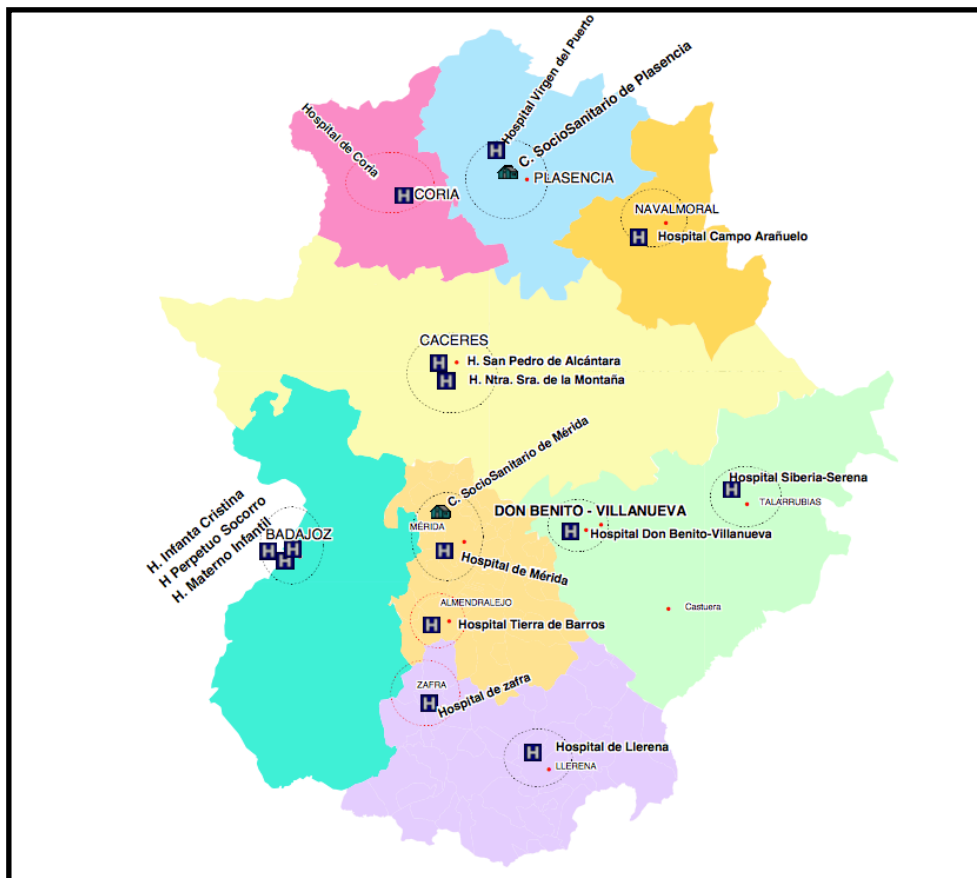 Hospital Virgen del Puerto
C. SocioSanitario de Plasencia
Hospital de Coria
PLASENCIA
CORIA
NAVALMORAL
Hospital Campo Arañuelo
CACERES
H. San Pedro de Alcántara
H. Ntra. Sra. de la Montaña
C. SocioSanitario de Mérida
Hospital Siberia-Serena
TALARRUBIAS
DON BENITO - VILLANUEVA
Hospital Don Benito-Villanueva
MÉRIDA
Hospital de Mérida
H. Infanta Cristina
H Perpetuo Socorro
H. Materno Infantil
BADAJOZ
ALMENDRALEJO
Hospital Tierra de Barros
Castuera
ZAFRA
Hospital de zafra
Hospital de Llerena
LLERENA
H
H
H
H
H
H
H
H
H
H
H
H
H
H